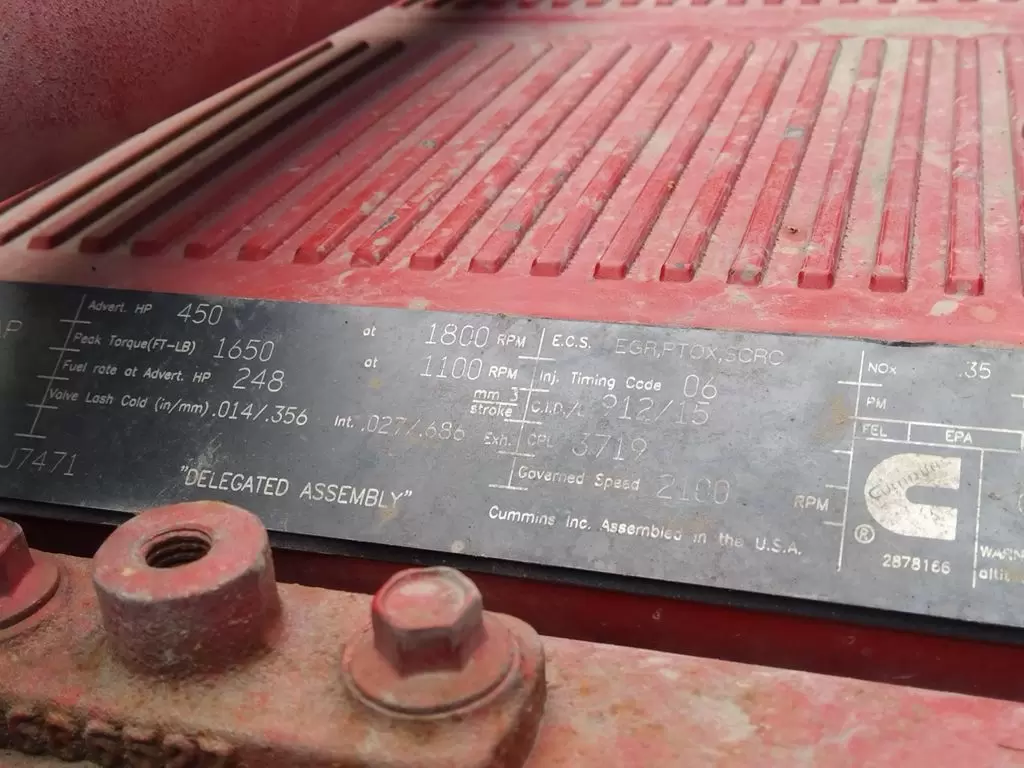 AP
Advert. HP 450 at 1800 RPM
Peak Torque(FT-LB) 1650 at 1100 RPM
Fuel rate at Advert. HP 248 mm 3 stroke
Valve Lash Cold (in/mm) .014/.356 Int. .027/.686 Exh.
J7471
"DELEGATED ASSEMBLY"
E.C.S. EGR,PTOX,SCRC
Inj. Timing Code 06
C.I.D./L 912/15
CPL 3719
Governed Speed 2100 RPM
Cummins Inc. Assembled in the U.S.A.
NOx .35
PM
FEL EPA
Cummins
®
2878166
WARN
altit